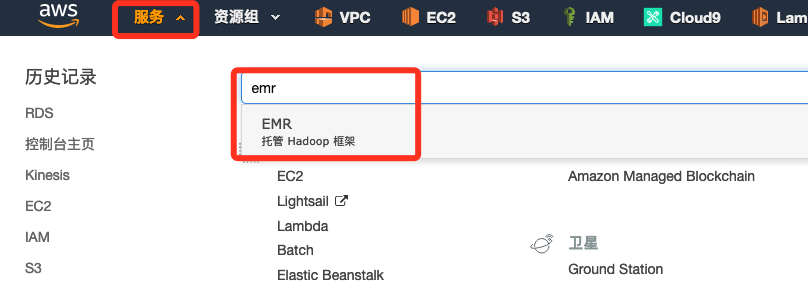 aws 服务 资源组 VPC EC2 S3 IAM Cloud9 Lam
历史记录
RDS
控制台主页
Kinesis
EC2
IAM
S3
emr
EMR
托管 Hadoop 框架
EC2
Lightsail
Lambda
Batch
Elastic Beanstalk
Amazon Managed Blockchain
卫星
Ground Station